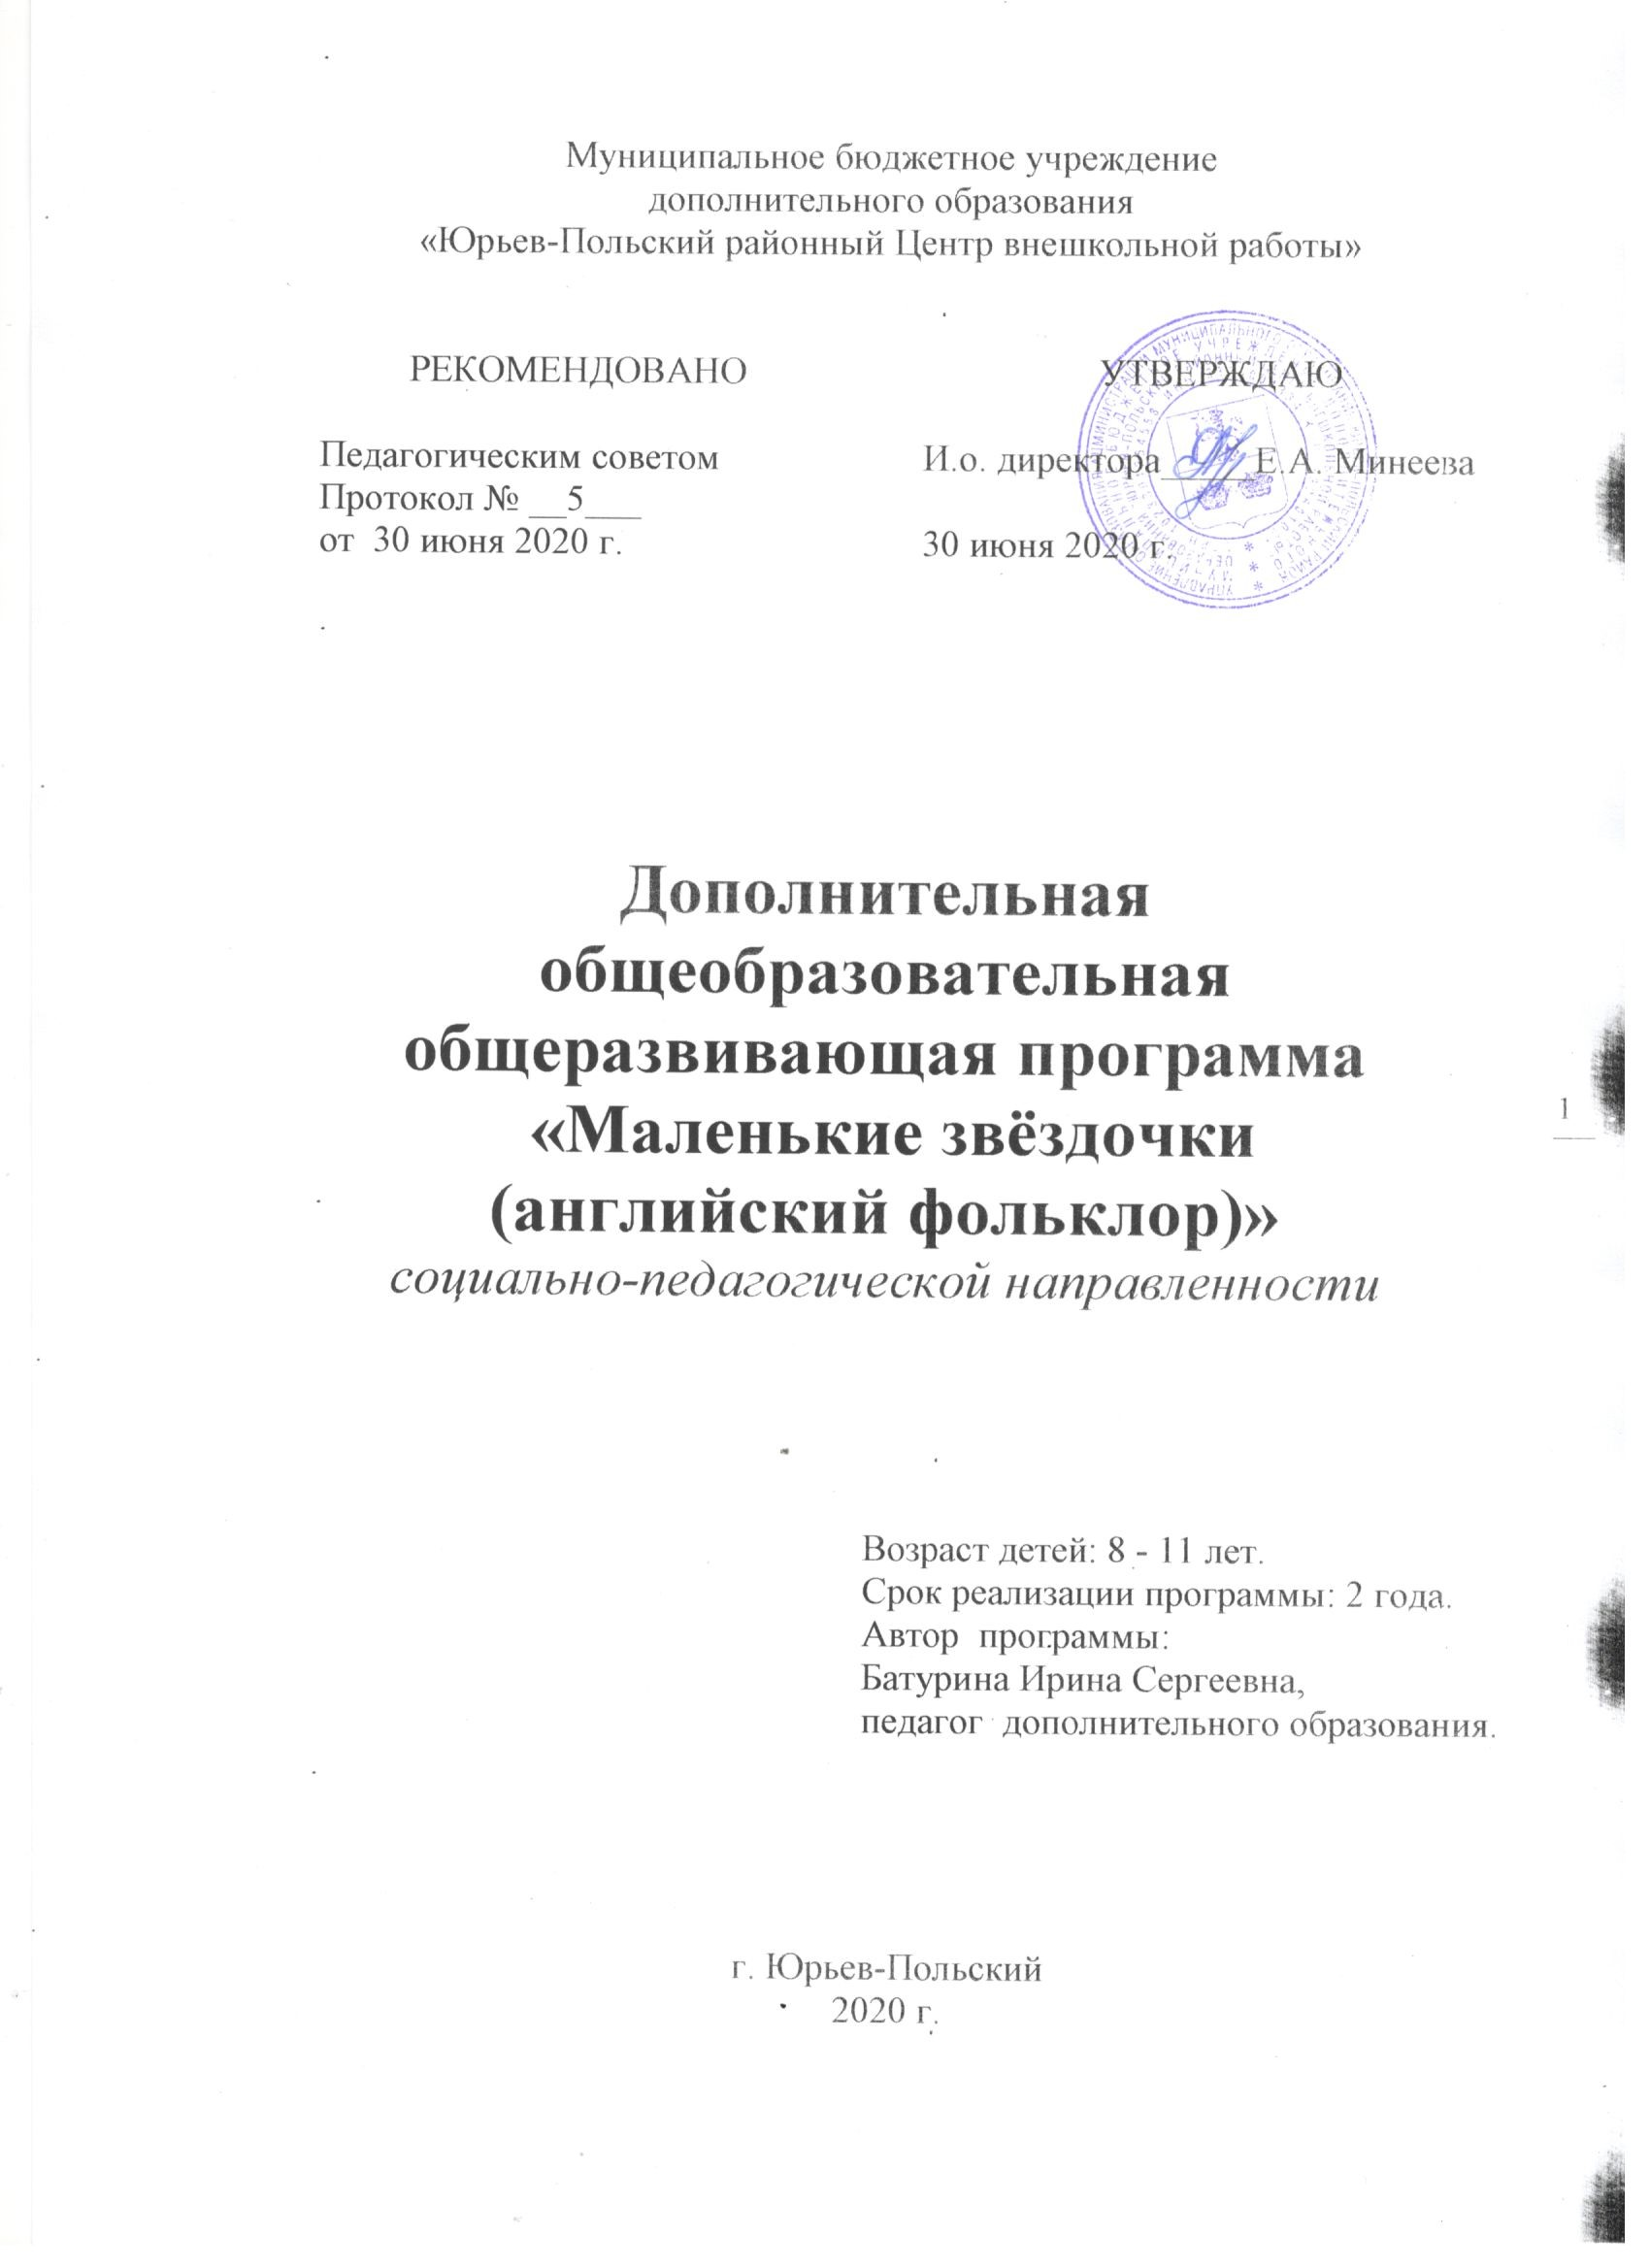 Муниципальное бюджетное учреждение
дополнительного образования
«Юрьев-Польский районный Центр внешкольной работы»
РЕКОМЕНДОВАНО
Педагогическим советом
Протокол № __5___
от 30 июня 2020 г.
УТВЕРЖДАЮ
И.о. директора _____ Е.А. Минеева
30 июня 2020 г.
Дополнительная
общеобразовательная
общеразвивающая программа
«Маленькие звёздочки
(английский фольклор)»
социально-педагогической направленности
1
Возраст детей: 8 - 11 лет.
Срок реализации программы: 2 года.
Автор программы:
Батурина Ирина Сергеевна,
педагог дополнительного образования.
г. Юрьев-Польский
2020 г.